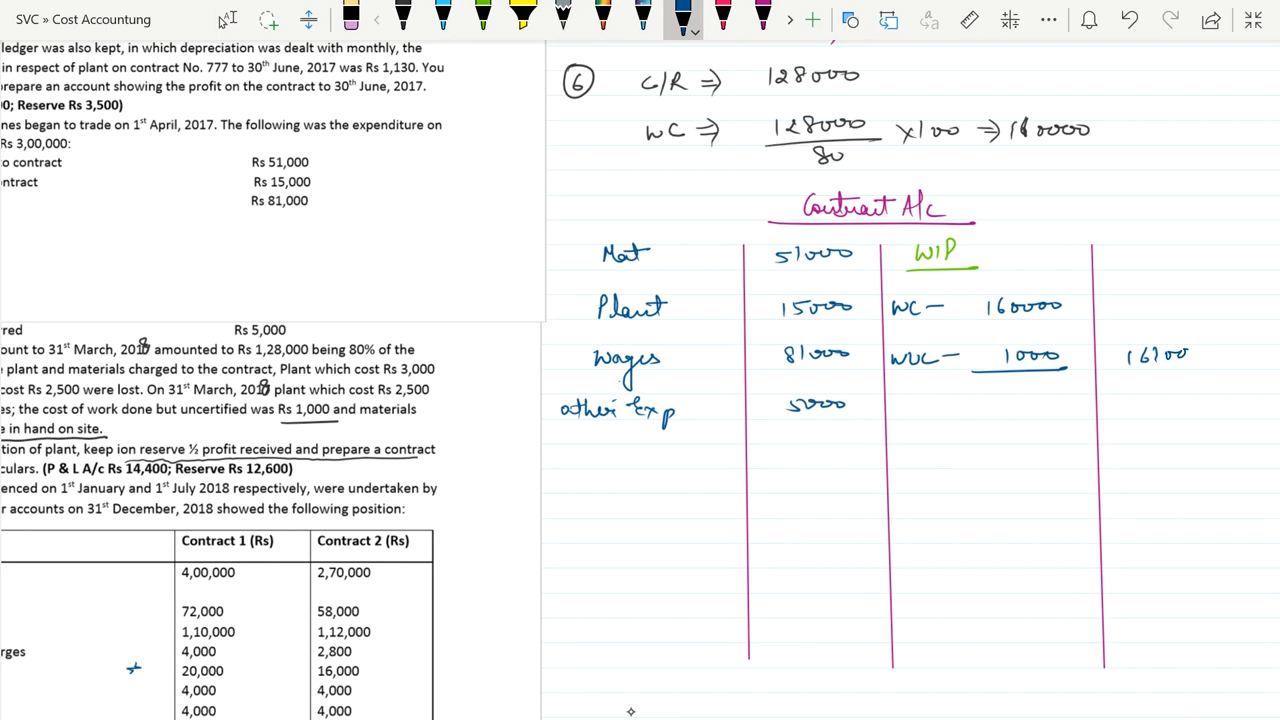 SVC » Cost Accountung
ledger was also kept, in which depreciation was dealt with monthly, the
in respect of plant on contract No. 777 to 30th June, 2017 was Rs 1,130. You
prepare an account showing the profit on the contract to 30th June, 2017.
00; Reserve Rs 3,500)
nes began to trade on 1st April, 2017. The following was the expenditure on
Rs 3,00,000:
o contract Rs 51,000
ntract Rs 15,000
Rs 81,000
red Rs 5,000
ount to 31st March, 2018 amounted to Rs 1,28,000 being 80% of the
plant and materials charged to the contract, Plant which cost Rs 3,000
cost Rs 2,500 were lost. On 31st March, 2018 plant which cost Rs 2,500
es; the cost of work done but uncertified was Rs 1,000 and materials
e in hand on site.
tion of plant, keep ion reserve ½ profit received and prepare a contract
culars. (P & L A/c Rs 14,400; Reserve Rs 12,600)
enced on 1st January and 1st July 2018 respectively, were undertaken by
r accounts on 31st December, 2018 showed the following position:
Contract 1 (Rs) Contract 2 (Rs)
4,00,000 2,70,000
72,000 58,000
1,10,000 1,12,000
rges 4,000 2,800
20,000 16,000
4,000 4,000
4,000 4,000
6 C/R ⇒ 128000
WC ⇒ 128000 / 80 × 100 ⇒ 160000
Contract A/c
Mat 51000 WIP
Plant 15000 WC - 160000
Wages 81000 WUC - 1000 16100
other Exp 5000